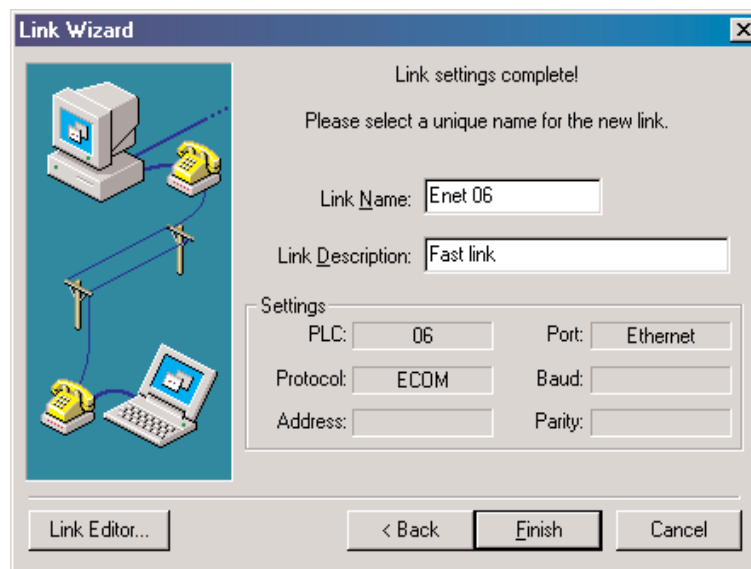 Link Wizard
Link settings complete!
Please select a unique name for the new link.
Link Name: Enet 06
Link Description: Fast link
Settings
PLC: 06 Port: Ethernet
Protocol: ECOM Baud:
Address: Parity:
Link Editor... < Back Finish Cancel